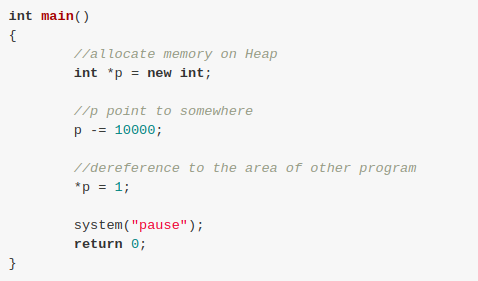 int main()
{
//allocate memory on Heap
int *p = new int;
//p point to somewhere
p -= 10000;
//dereference to the area of other program
*p = 1;
system("pause");
return 0;
}